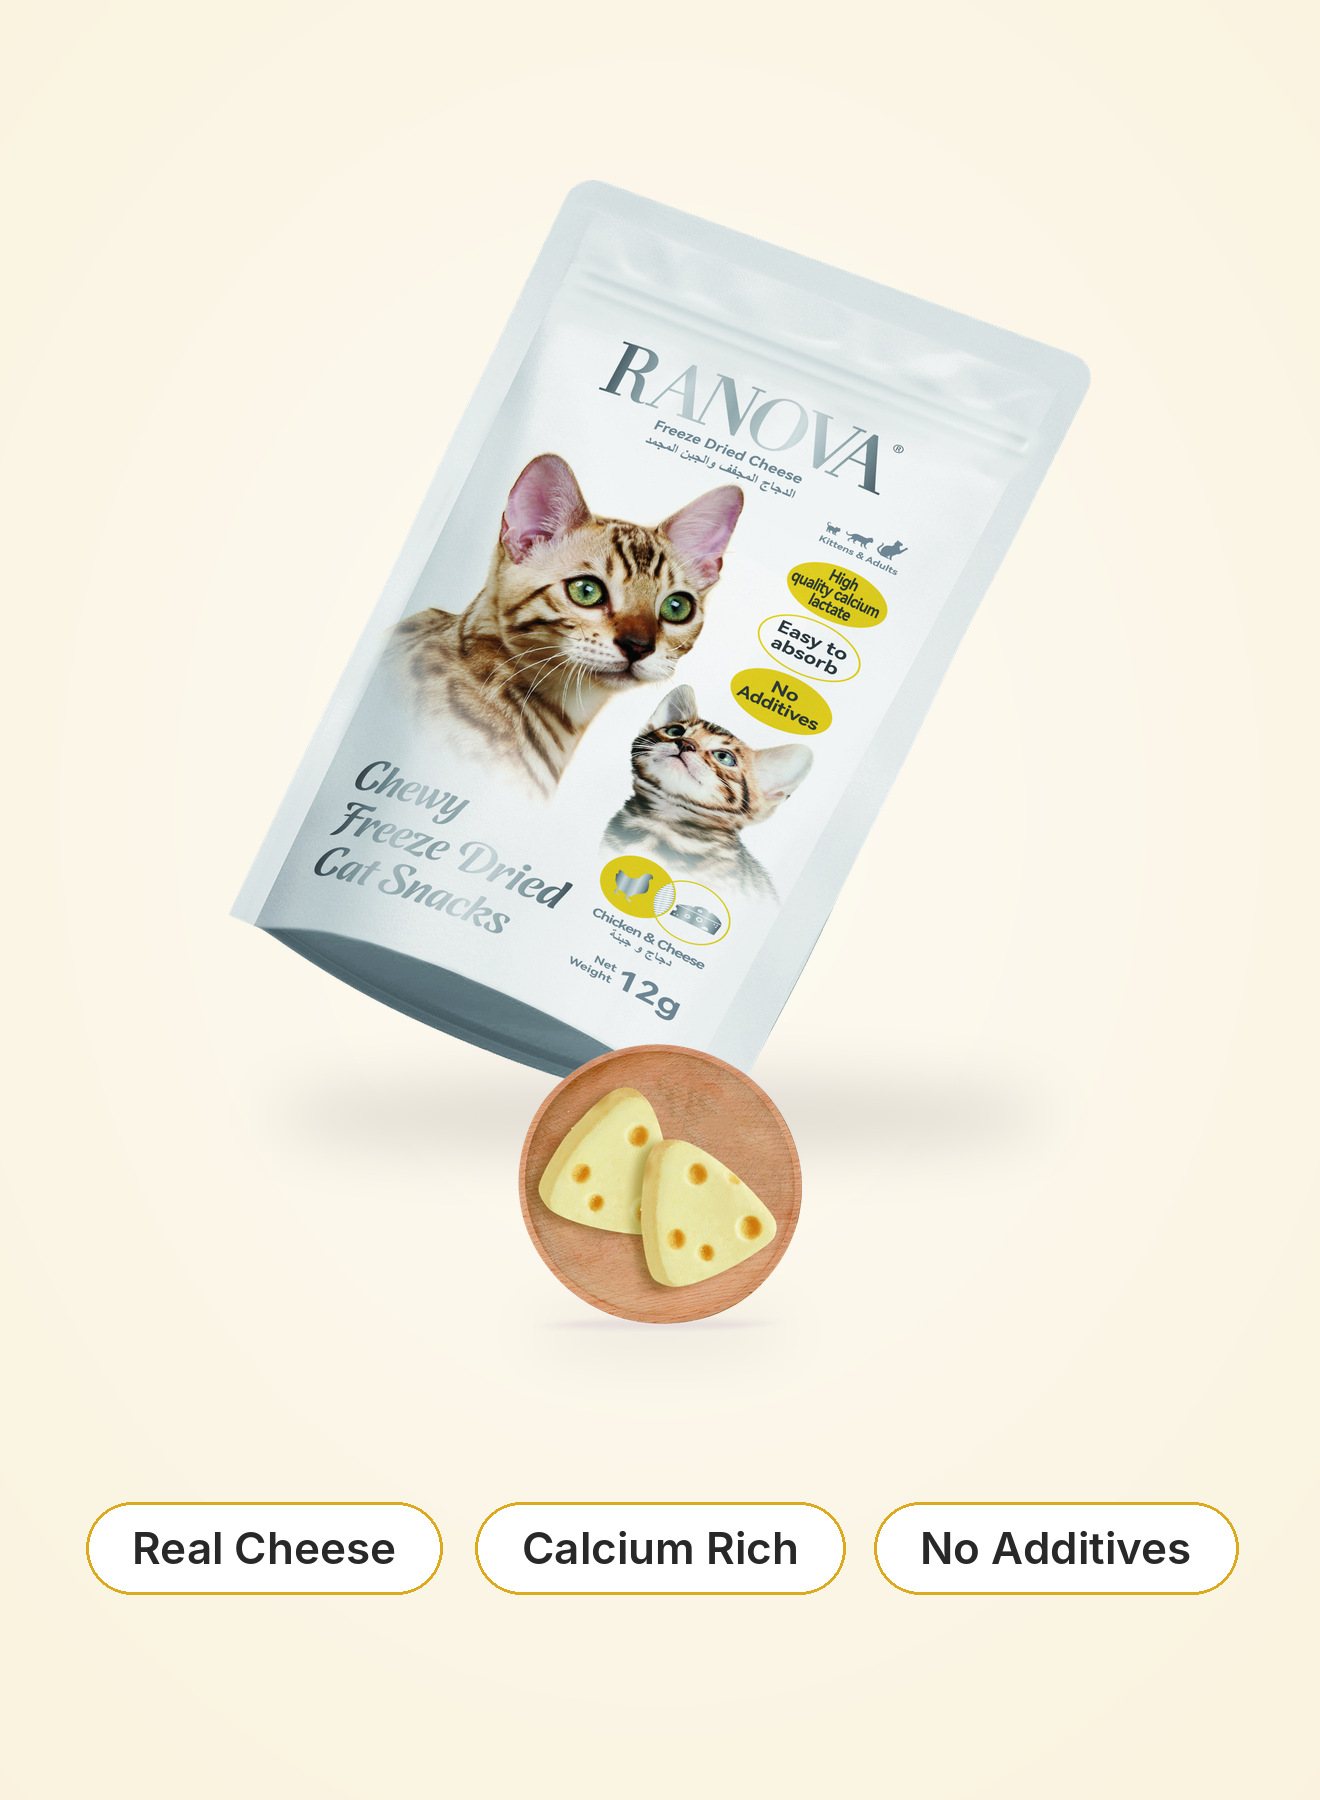 RANOVA®
Freeze Dried Cheese
الدجاج المجفف والجبن المجمد
Kittens & Adults
High
quality calcium
lactate
Easy to
absorb
No
Additives
Chewy
Freeze Dried
Cat Snacks
Chicken & Cheese
دجاج و جبنة
Net
Weight 12g
Real Cheese
Calcium Rich
No Additives